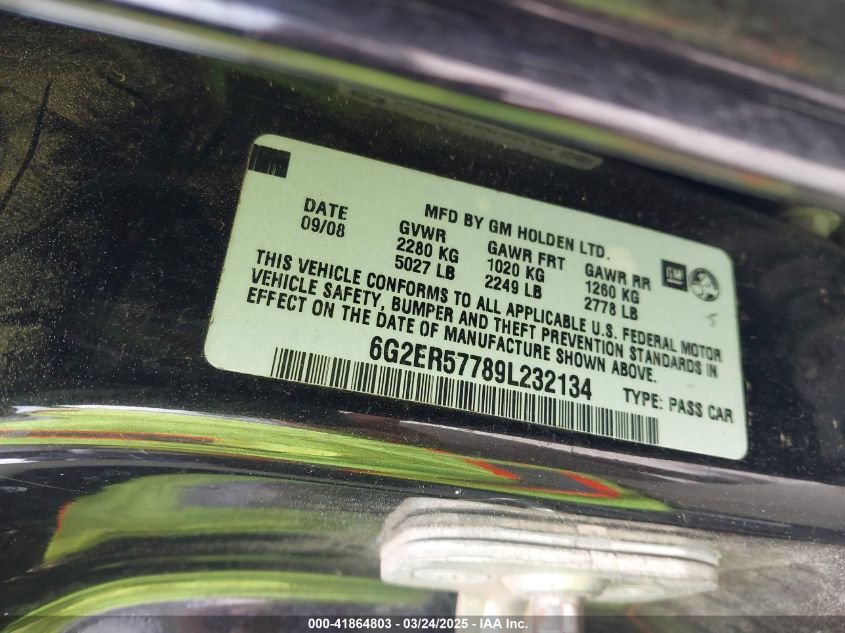 MFD BY GM HOLDEN LTD.
DATE GVWR GAWR FRT GAWR RR
09/08 2280 KG 1020 KG 1260 KG
5027 LB 2249 LB 2778 LB
GM
THIS VEHICLE CONFORMS TO ALL APPLICABLE U.S. FEDERAL MOTOR
VEHICLE SAFETY, BUMPER AND THEFT PREVENTION STANDARDS IN
EFFECT ON THE DATE OF MANUFACTURE SHOWN ABOVE.
6G2ER57789L232134 TYPE: PASS CAR
000-41864803 - 03/24/2025 - IAA Inc.